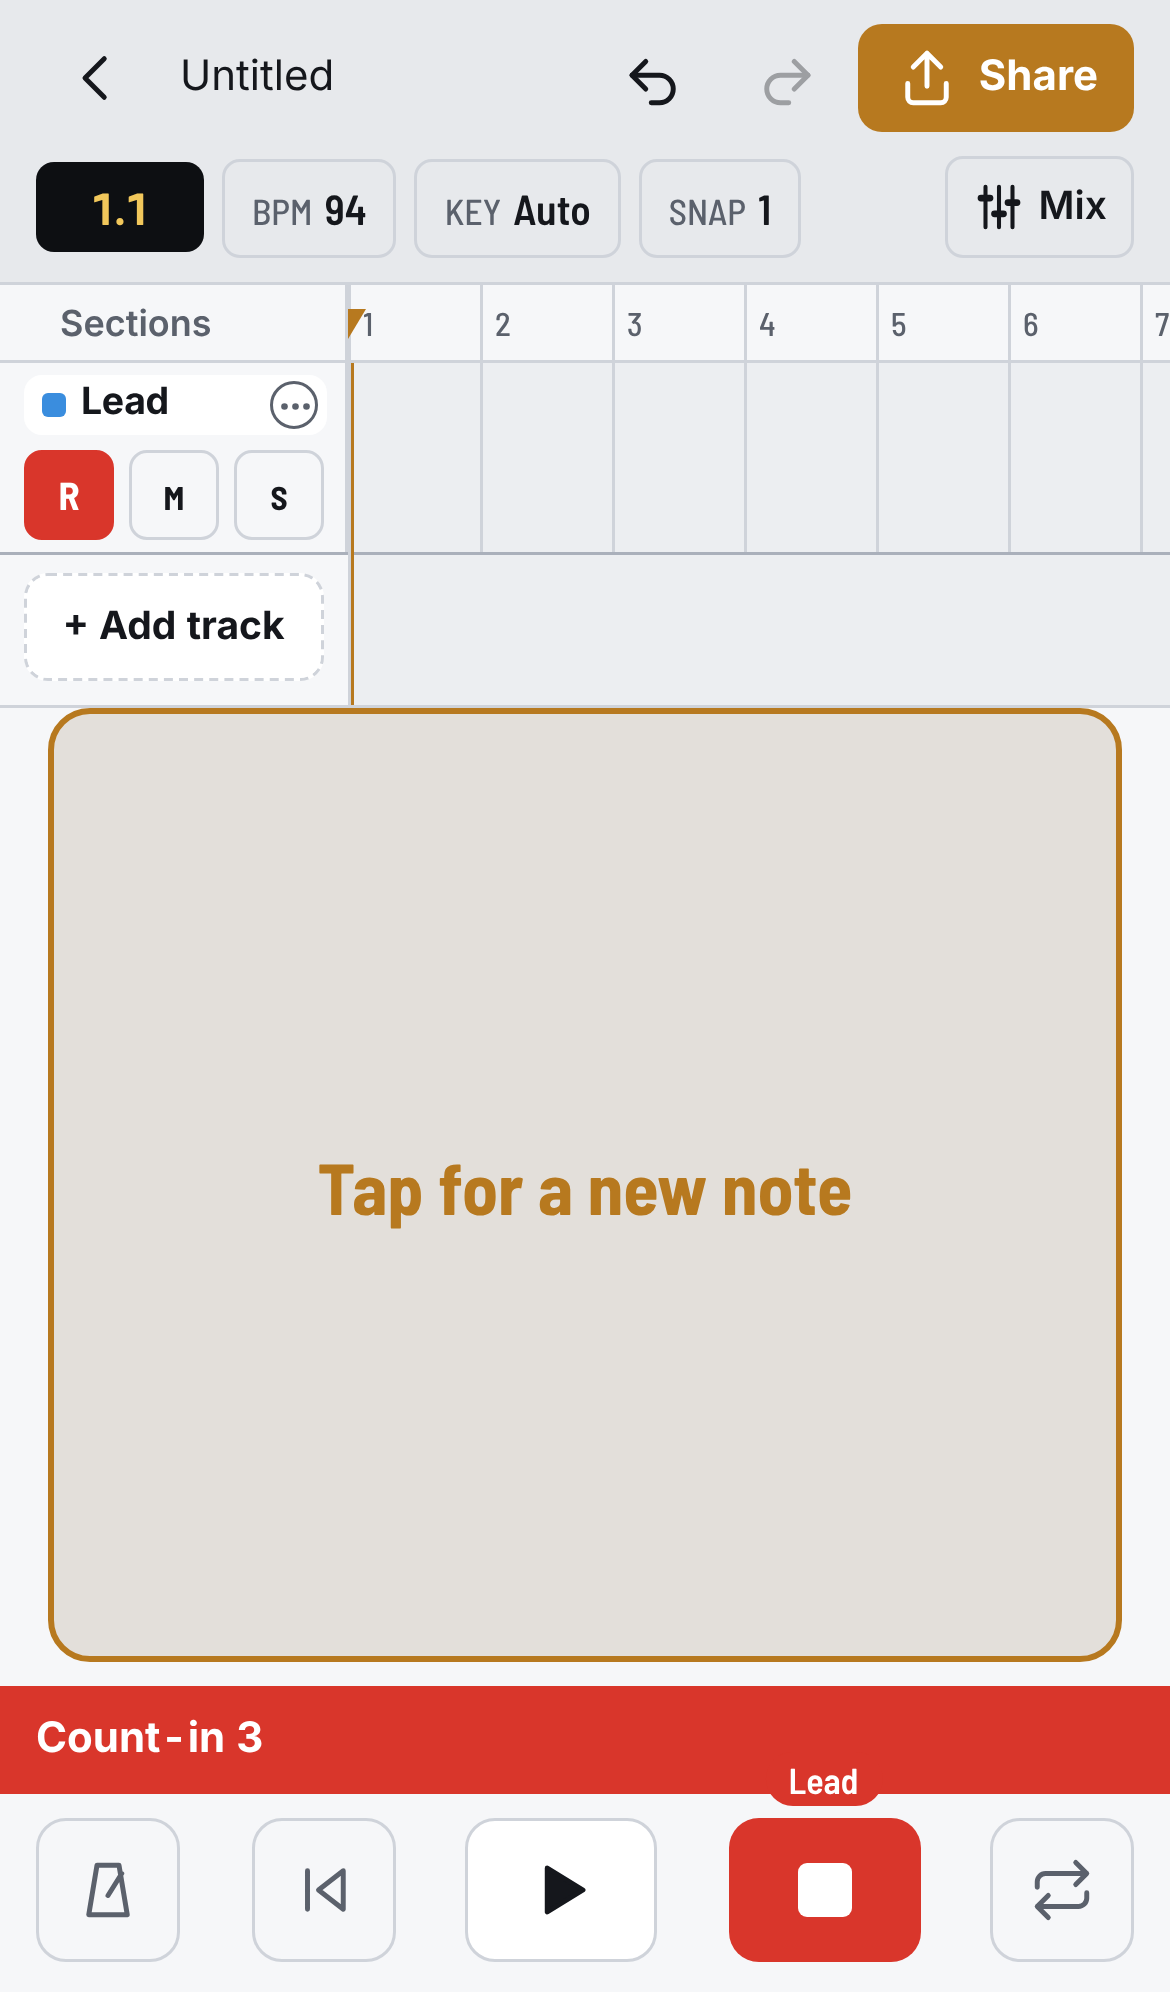 Untitled
Share
1.1
BPM 94
KEY Auto
SNAP 1
Mix
Sections
1 2 3 4 5 6 7
Lead
R M S
+ Add track
Tap for a new note
Count-in 3
Lead